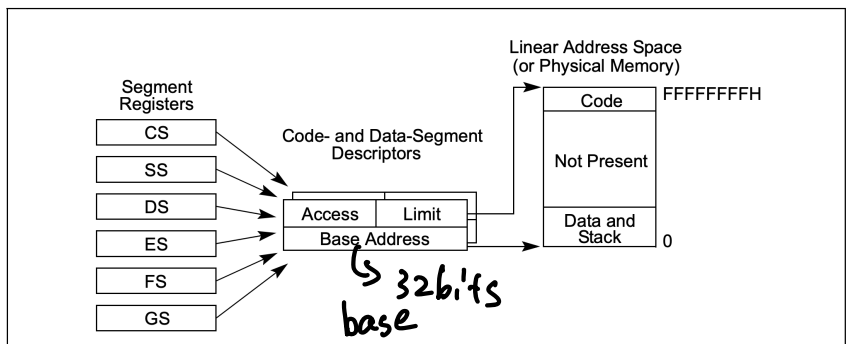 Linear Address Space
(or Physical Memory)
Segment
Registers
CS
SS
DS
ES
FS
GS
Code- and Data-Segment
Descriptors
Access
Limit
Base Address
32bits
base
Code
FFFFFFFFH
Not Present
Data and
Stack
0